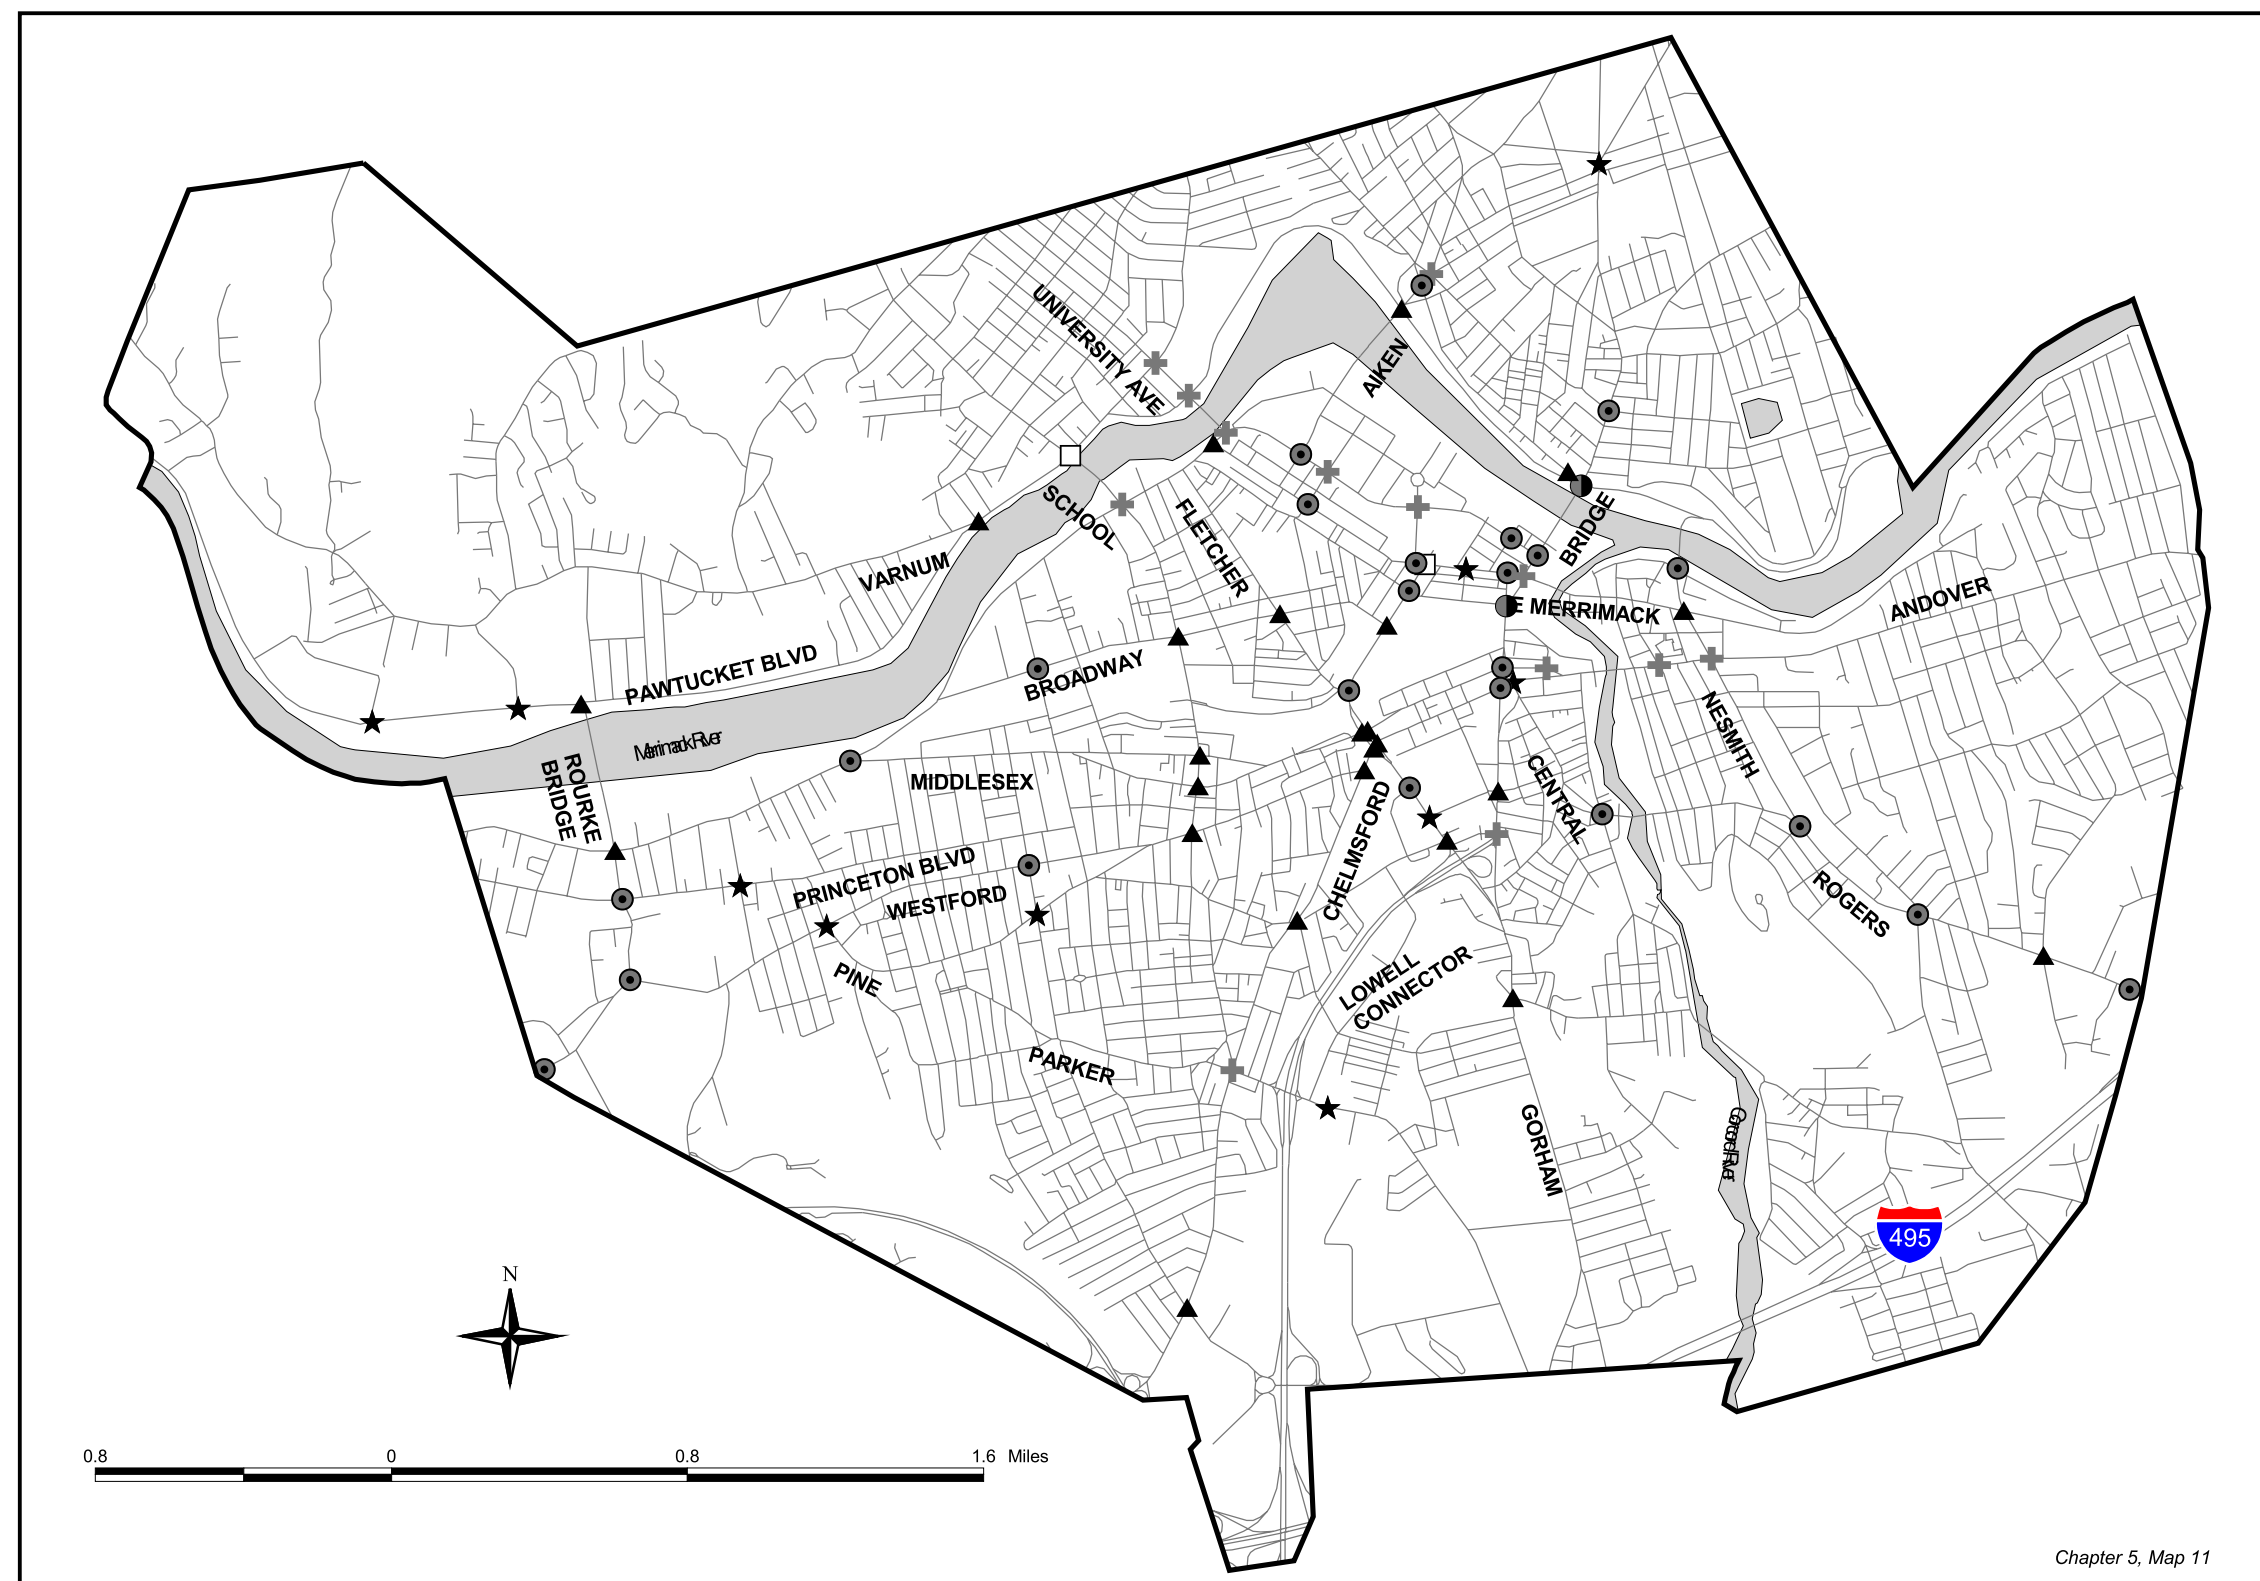 UNIVERSITY AVE
AIKEN
SCHOOL
FLETCHER
BRIDGE
VARNUM
E MERRIMACK
ANDOVER
PAWTUCKET BLVD
BROADWAY
Merrimack River
NESMITH
ROURKE
BRIDGE
MIDDLESEX
CENTRAL
CHELMSFORD
PRINCETON BLVD
WESTFORD
ROGERS
PINE
LOWELL
CONNECTOR
PARKER
GORHAM
495
N
0.8 0 0.8 1.6 Miles
Chapter 5, Map 11